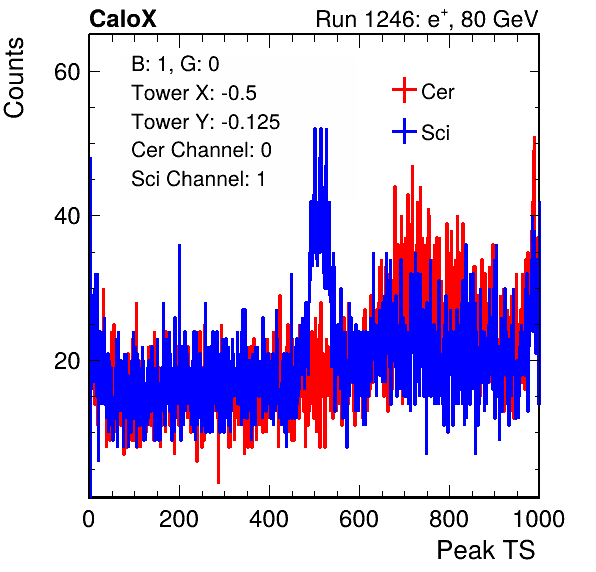 CaloX
Run 1246: e+, 80 GeV
Counts
B: 1, G: 0
Tower X: -0.5
Tower Y: -0.125
Cer Channel: 0
Sci Channel: 1
Cer
Sci
60
40
20
0 200 400 600 800 1000
Peak TS